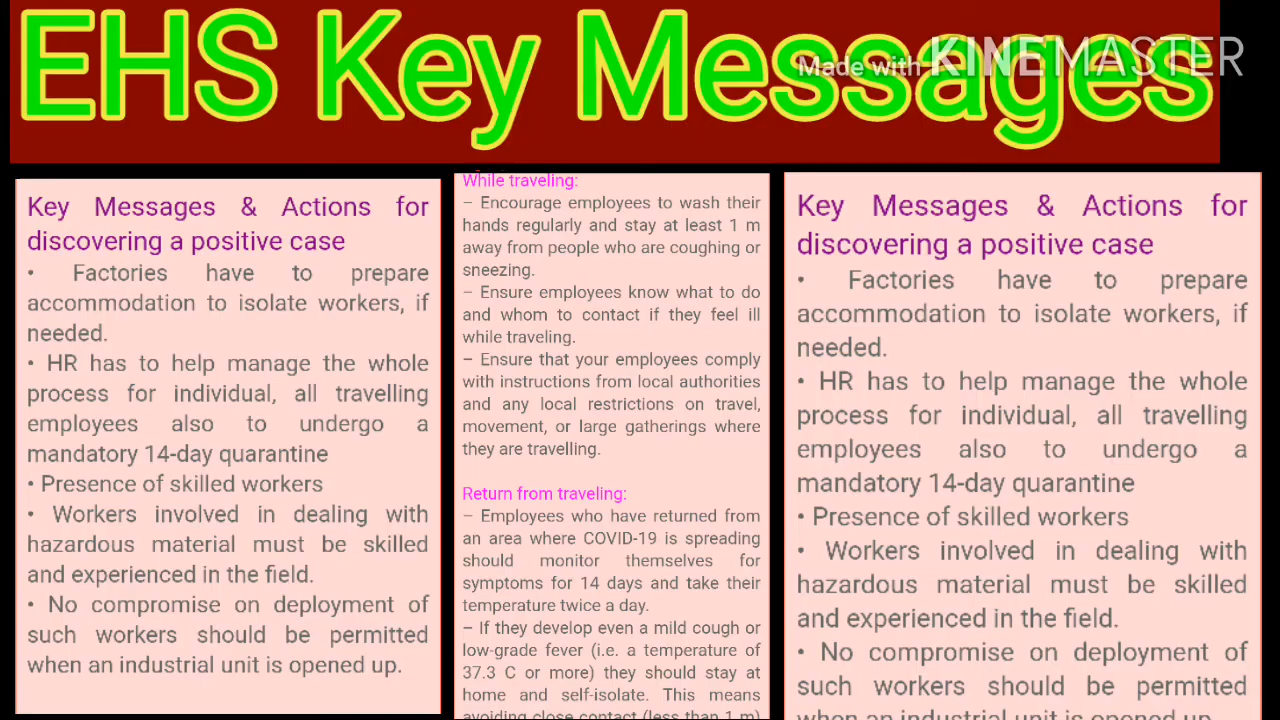 EHS Key Messages
Made with KINEMASTER
Key Messages & Actions for
discovering a positive case
• Factories have to prepare
accommodation to isolate workers, if
needed.
• HR has to help manage the whole
process for individual, all travelling
employees also to undergo a
mandatory 14-day quarantine
• Presence of skilled workers
• Workers involved in dealing with
hazardous material must be skilled
and experienced in the field.
• No compromise on deployment of
such workers should be permitted
when an industrial unit is opened up.
While traveling:
– Encourage employees to wash their
hands regularly and stay at least 1 m
away from people who are coughing or
sneezing.
– Ensure employees know what to do
and whom to contact if they feel ill
while traveling.
– Ensure that your employees comply
with instructions from local authorities
and any local restrictions on travel,
movement, or large gatherings where
they are travelling.
Return from traveling:
– Employees who have returned from
an area where COVID-19 is spreading
should monitor themselves for
symptoms for 14 days and take their
temperature twice a day.
– If they develop even a mild cough or
low-grade fever (i.e. a temperature of
37.3 C or more) they should stay at
home and self-isolate. This means
avoiding close contact (less than 1 m)
Key Messages & Actions for
discovering a positive case
• Factories have to prepare
accommodation to isolate workers, if
needed.
• HR has to help manage the whole
process for individual, all travelling
employees also to undergo a
mandatory 14-day quarantine
• Presence of skilled workers
• Workers involved in dealing with
hazardous material must be skilled
and experienced in the field.
• No compromise on deployment of
such workers should be permitted
when an industrial unit is opened up.